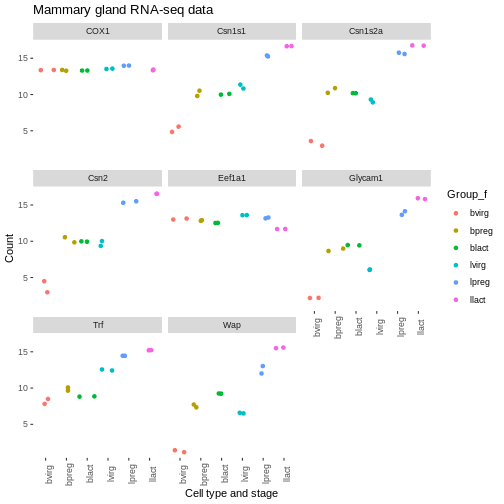 Mammary gland RNA-seq data
COX1
Csn1s1
Csn1s2a
15
10
5
Csn2
Eef1a1
Glycam1
15
10
5
Trf
Wap
15
10
5
bvirg
bpreg
blact
lvirg
lpreg
llact
bvirg
bpreg
blact
lvirg
lpreg
llact
bvirg
bpreg
blact
lvirg
lpreg
llact
Count
Cell type and stage
Group_f
bvirg
bpreg
blact
lvirg
lpreg
llact